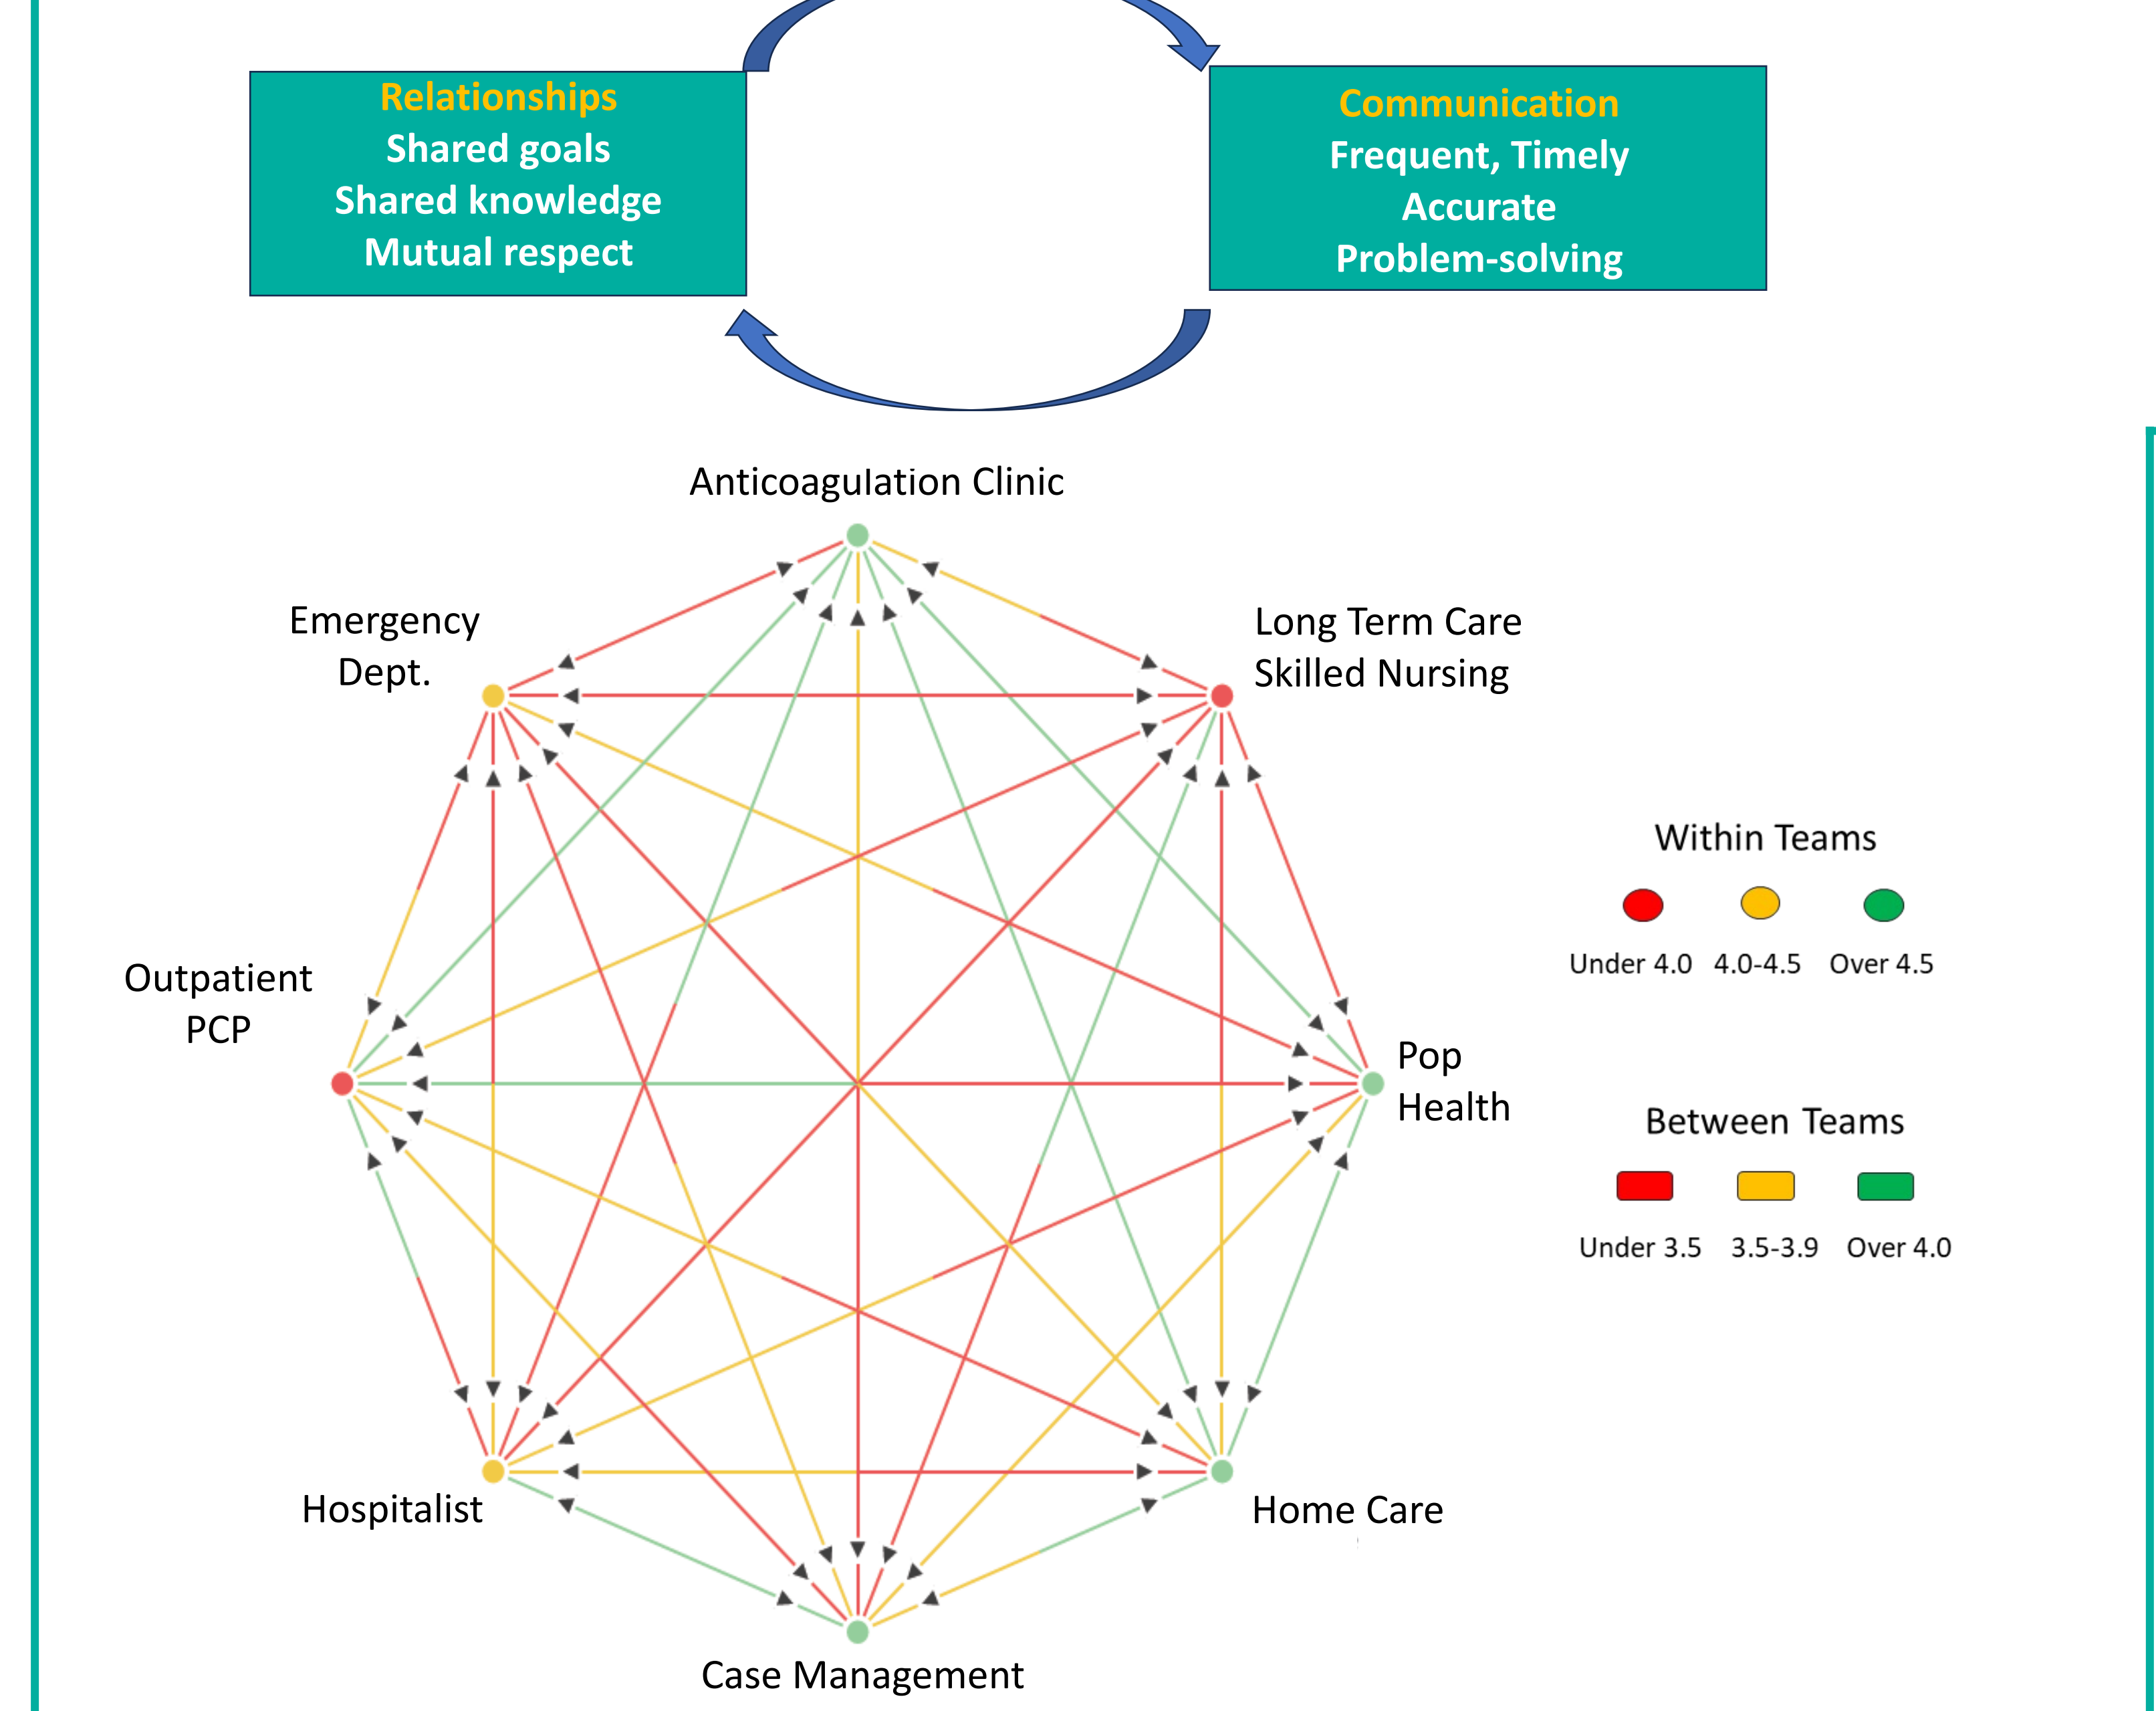 Relationships
Shared goals
Shared knowledge
Mutual respect
Communication
Frequent, Timely
Accurate
Problem-solving
Anticoagulation Clinic
Emergency
Dept.
Long Term Care
Skilled Nursing
Outpatient
PCP
Pop
Health
Hospitalist
Home Care
Case Management
Within Teams
Under 4.0 4.0-4.5 Over 4.5
Between Teams
Under 3.5 3.5-3.9 Over 4.0